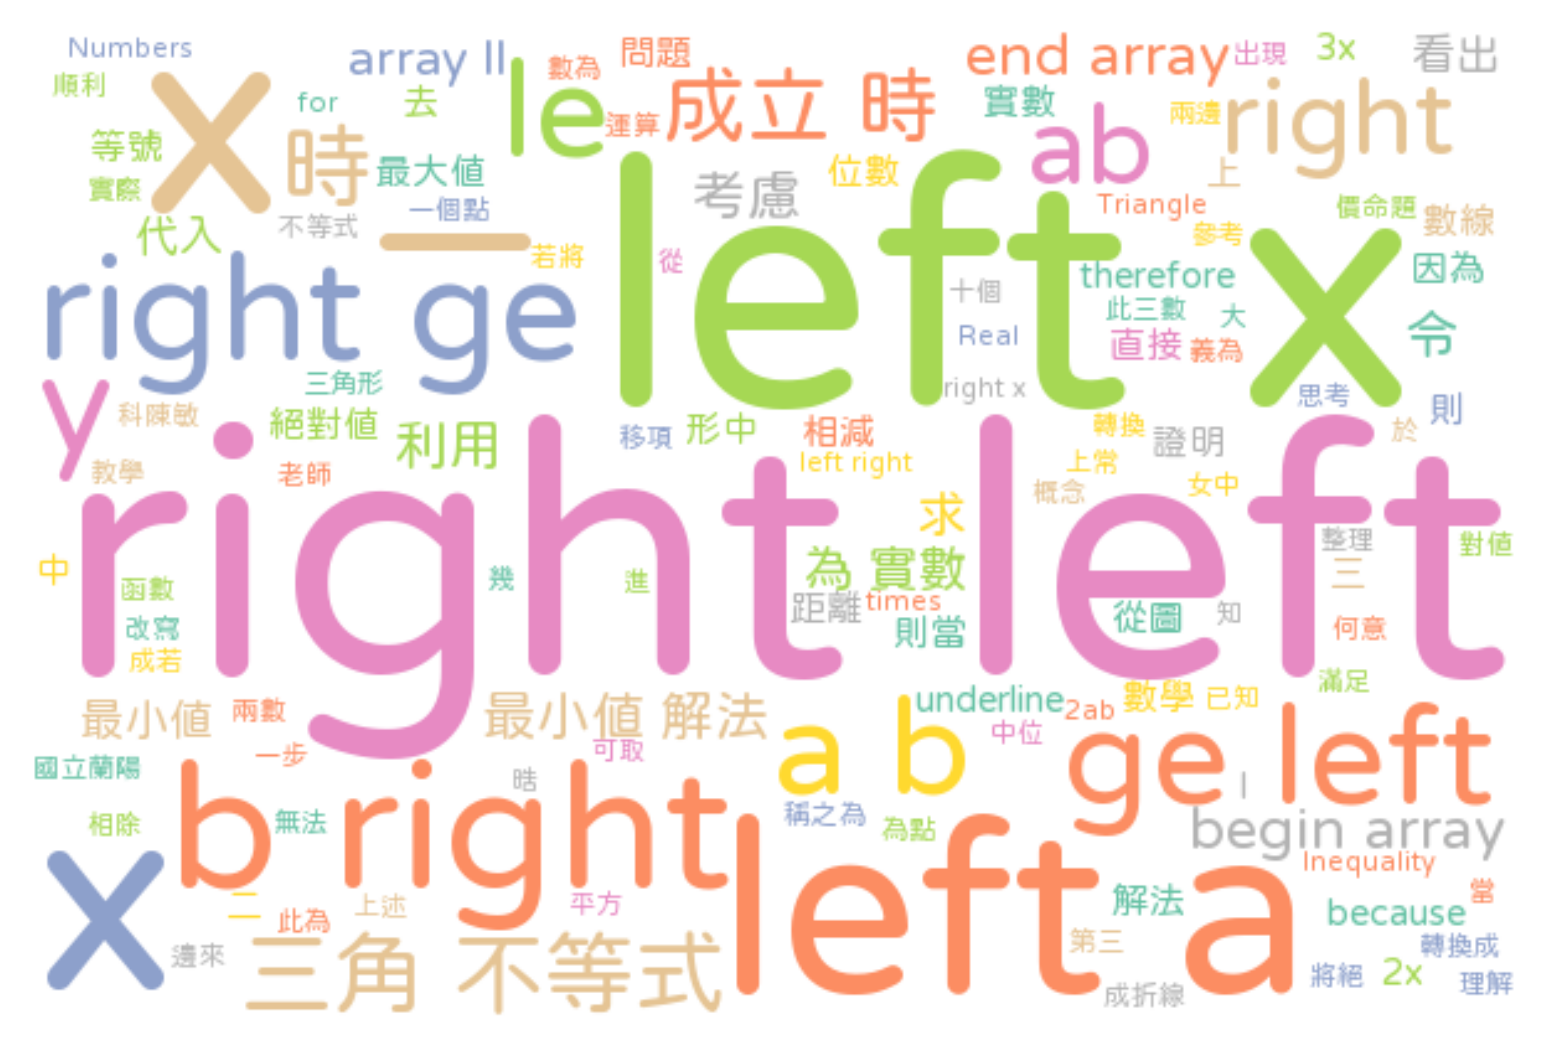 Numbers
array ll
數為
問題
end array
出現
3x
看出
順利
x
for
去
le
運算
成立 時
實數
ab
兩邊
right
等號
時
最大值
位數
考慮
上
實際
一個點
Triangle
價命題
數線
代入
不等式
一
若將
從
left x
參考
therefore
因為
right ge
十個
此三數
大
Real
直接
義為
令
三角形
right x
思考
則
y
科陳敏
絕對值
利用
移項
形中
相減
轉換
證明
於
教學
老師
left right
上常
概念
女中
right left
求
整理
對值
中
函數
幾
進
為 實數
三
距離
times
改寫
則當
從圖
知
何意
成若
滿足
最小值
兩數
最小值 解法
underline
2ab
數學
已知
a b
中位
ge left
國立蘭陽
一步
可取
晧
l
b right
相除
無法
稱之為
為點
begin array
x
left a
Inequality
二
此為
上述
平方
解法
當
because
邊來
三角 不等式
第三
轉換成
成折線
將絕
2x
理解